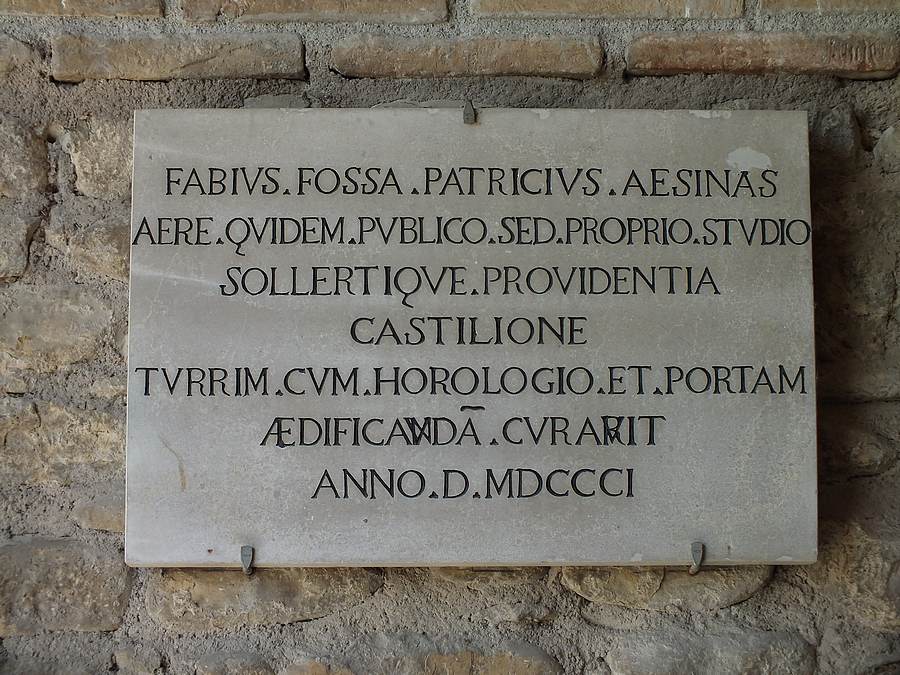 FABIVS.FOSSA.PATRICIVS.AESINAS
AERE.QVIDEM.PVBLICO.SED.PROPRIO.STVDIO
SOLLERTIQVE.PROVIDENTIA
CASTILIONE
TVRRIM.CVM.HOROLOGIO.ET.PORTAM
ÆDIFICANDĀ.CVRAVIT
ANNO.D.MDCCCI